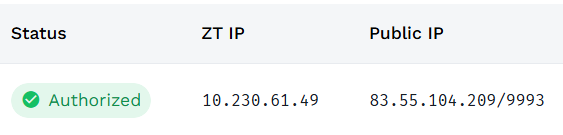 Status ZT IP Public IP
Authorized 10.230.61.49 83.55.104.209/9993